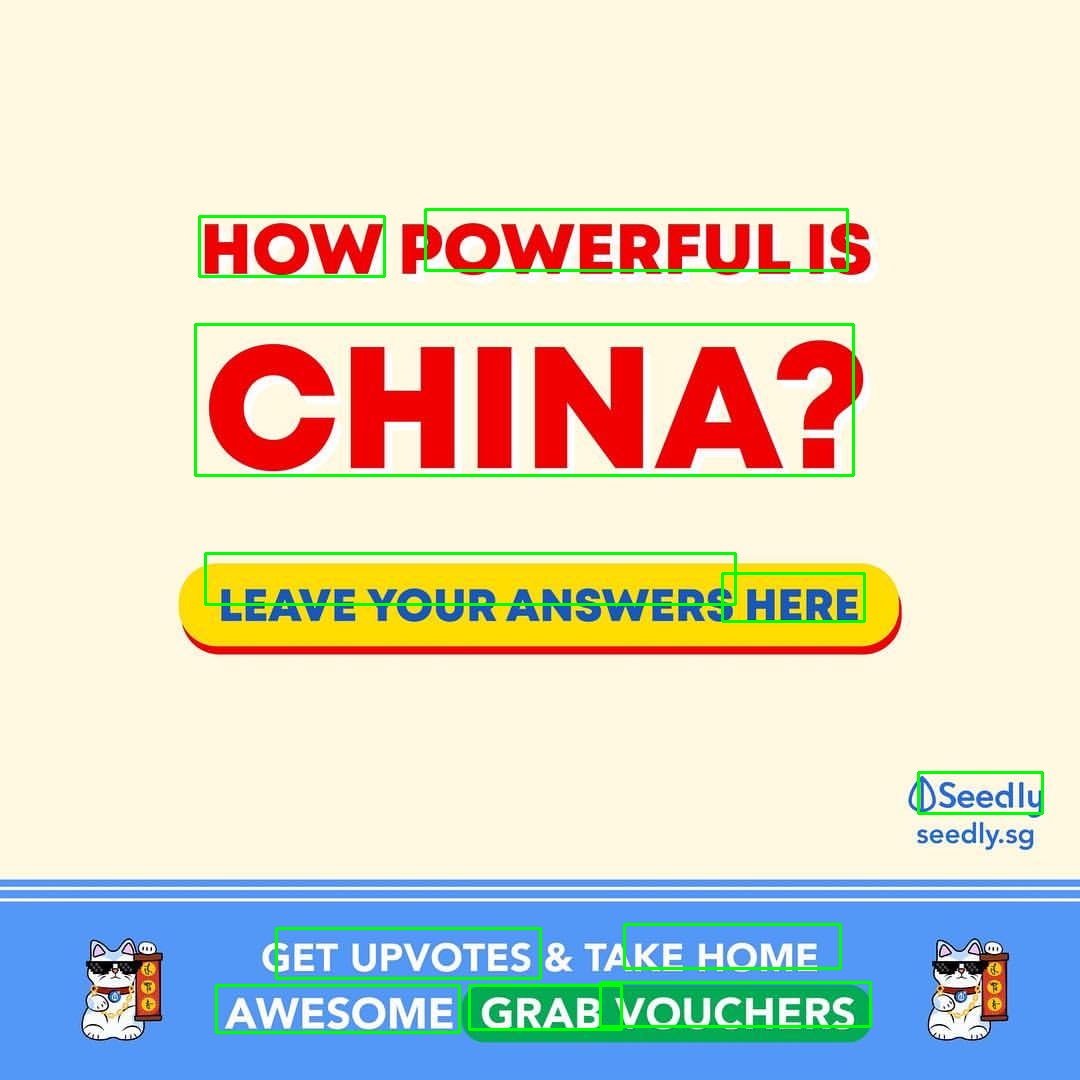 HOW POWERFUL IS
CHINA?
LEAVE YOUR ANSWERS HERE
Seedly
seedly.sg
GET UPVOTES & TAKE HOME
AWESOME GRAB VOUCHERS